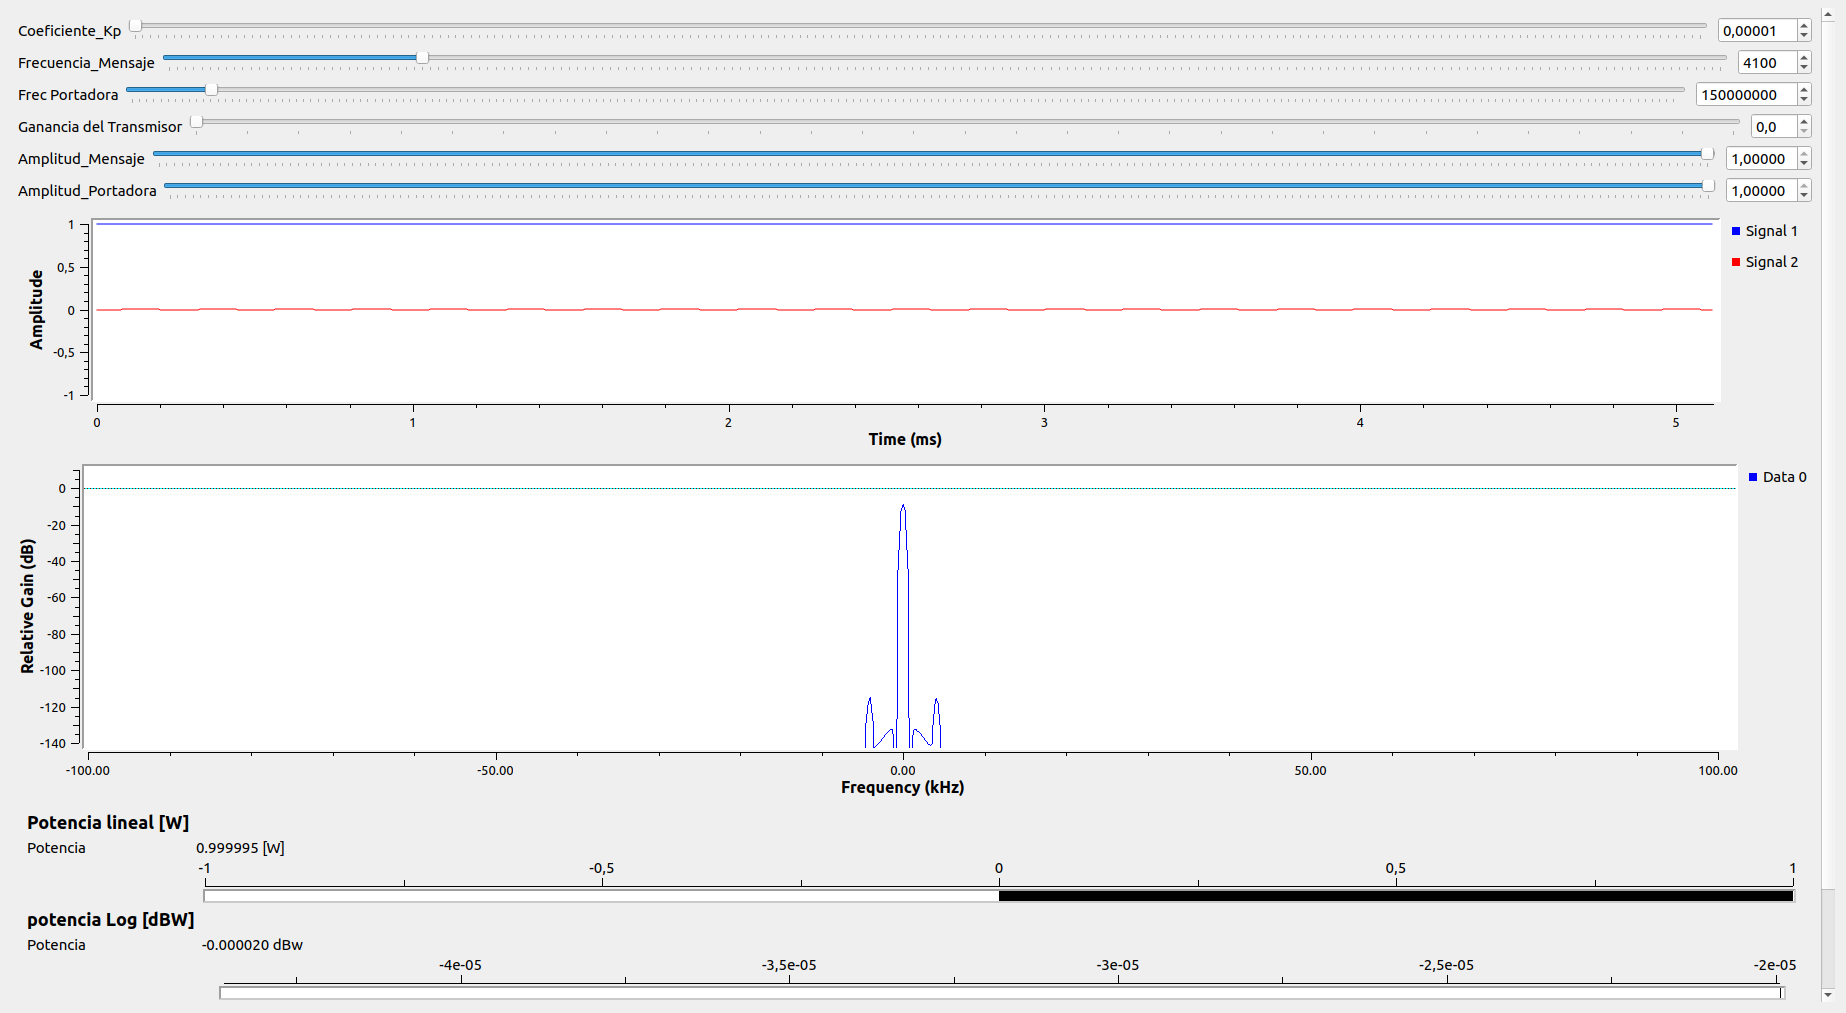 Coeficiente_Kp 0,00001
Frecuencia_Mensaje 4100
Frec Portadora 150000000
Ganancia del Transmisor 0,0
Amplitud_Mensaje 1,00000
Amplitud_Portadora 1,00000
Amplitude
1
0,5
0
-0,5
-1
0 1 2 3 4 5
Time (ms)
Signal 1
Signal 2
Relative Gain (dB)
0
-20
-40
-60
-80
-100
-120
-140
-100.00 -50.00 0.00 50.00 100.00
Frequency (kHz)
Data 0
Potencia lineal [W]
Potencia 0.999995 [W]
-1 -0,5 0 0,5 1
potencia Log [dBW]
Potencia -0.000020 dBw
-4e-05 -3,5e-05 -3e-05 -2,5e-05 -2e-05